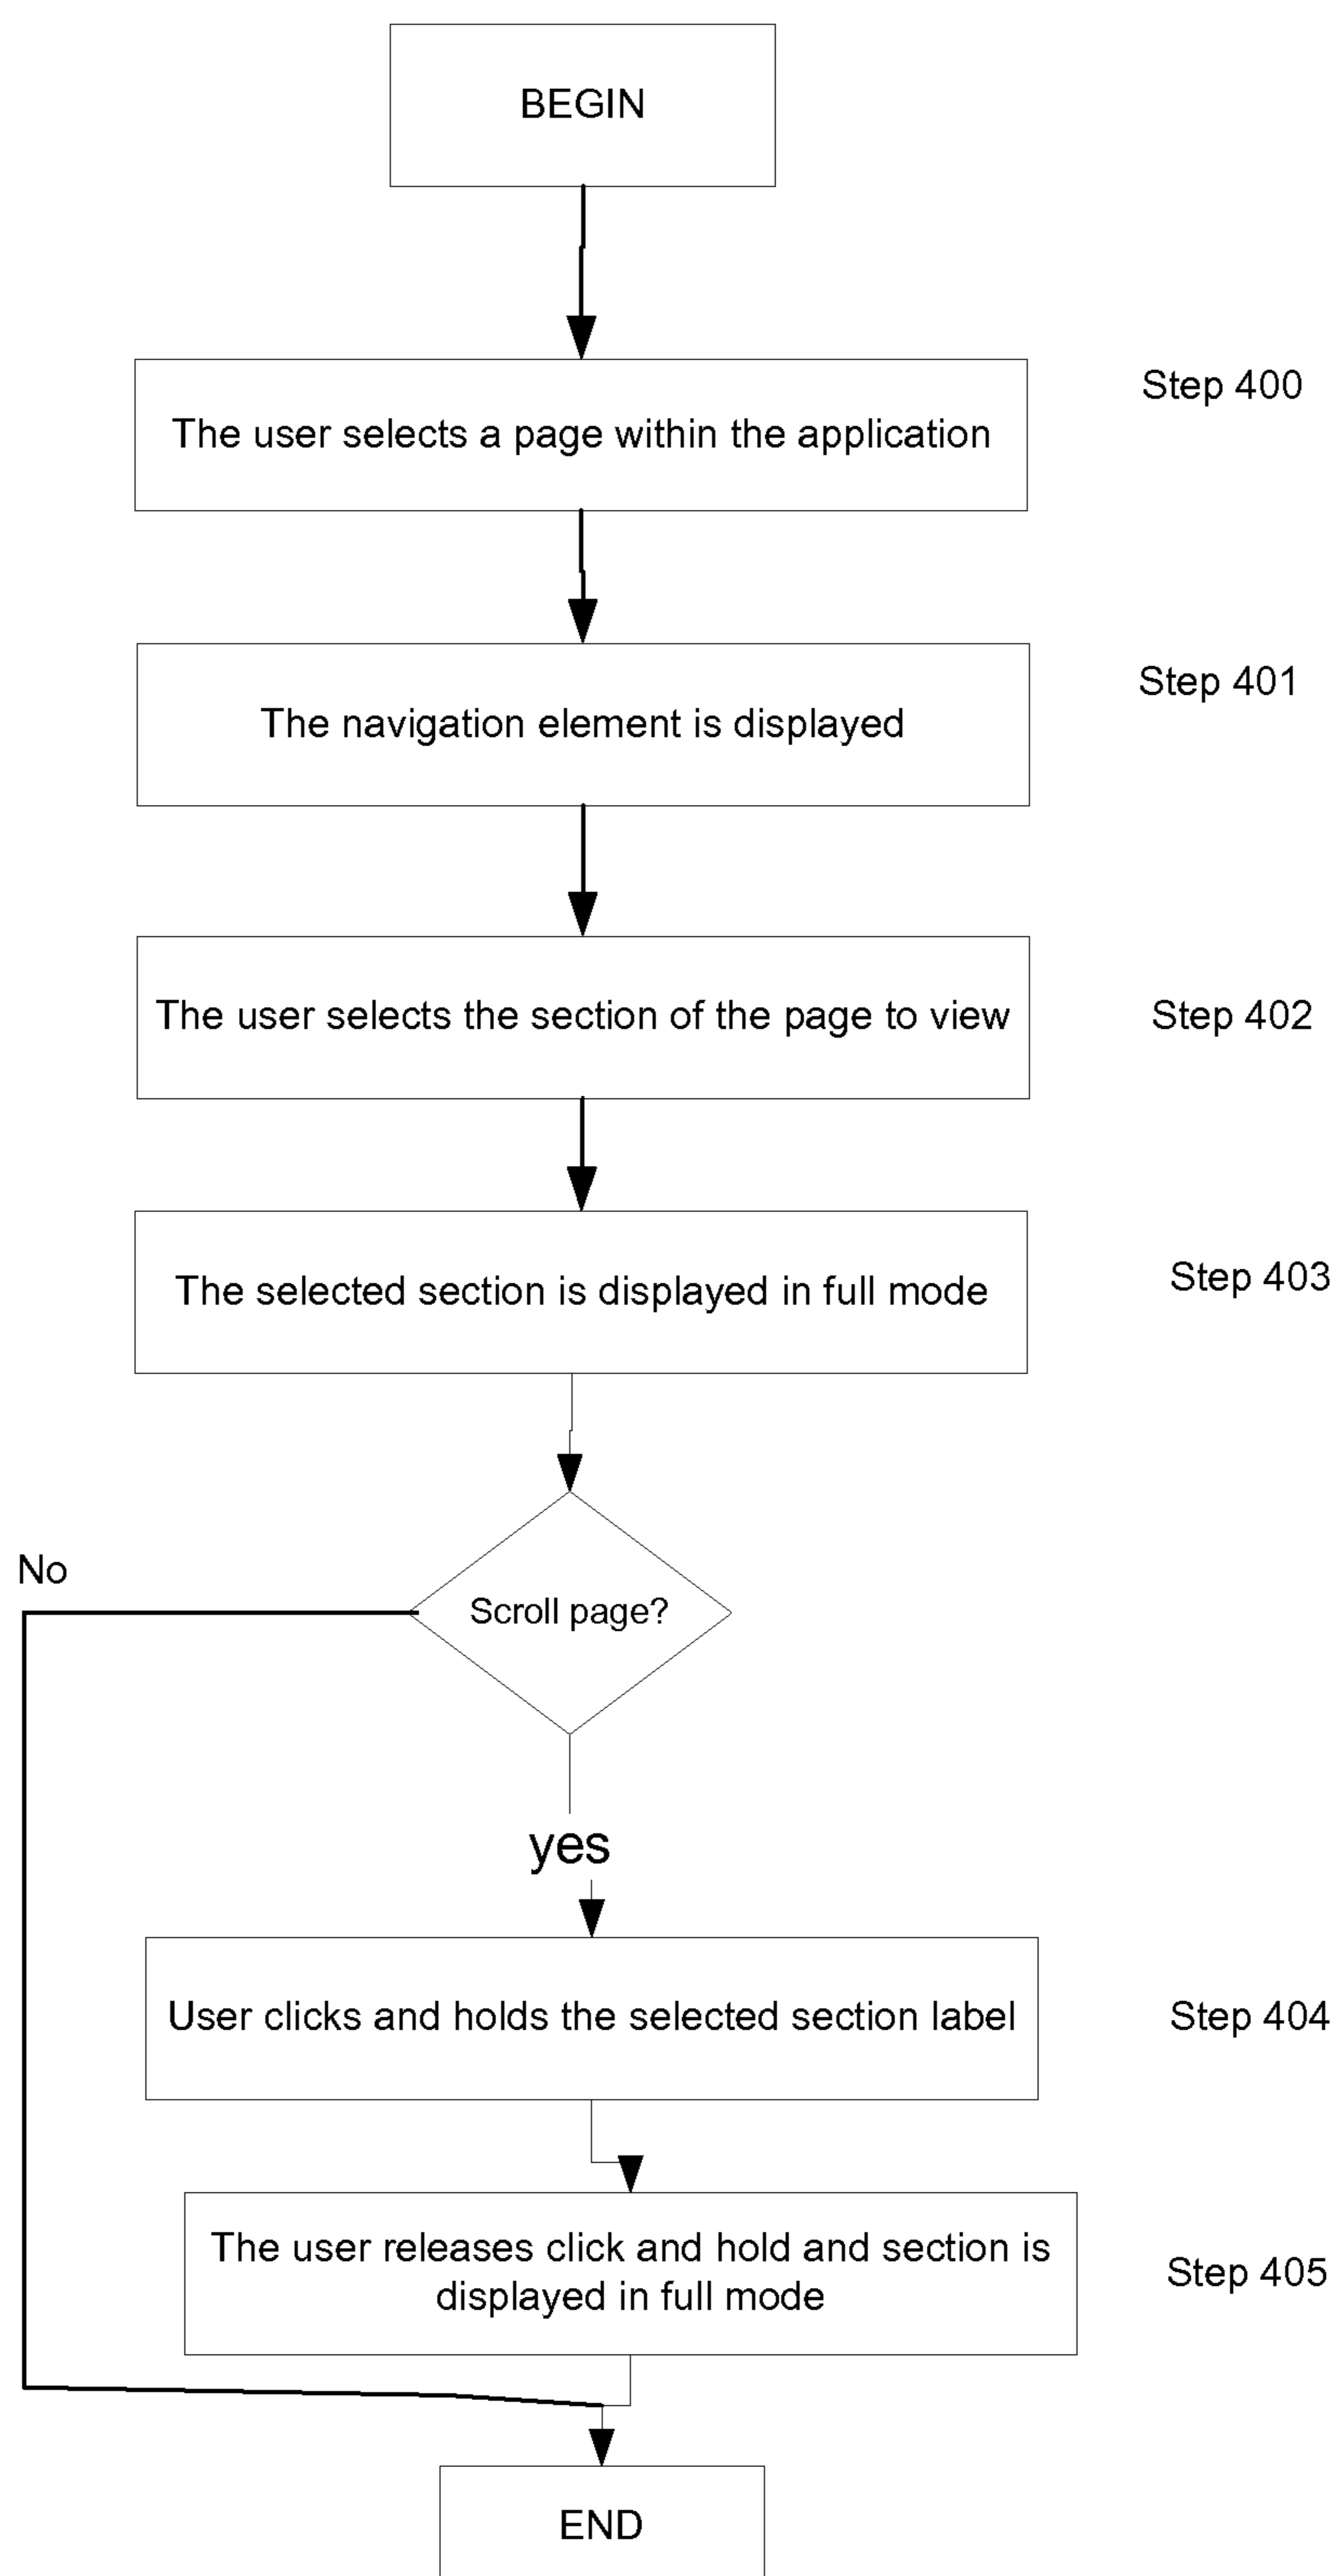 BEGIN
Step 400
The user selects a page within the application
Step 401
The navigation element is displayed
The user selects the section of the page to view
Step 402
The selected section is displayed in full mode
Step 403
No
Scroll page?
yes
User clicks and holds the selected section label
Step 404
The user releases click and hold and section is
displayed in full mode
Step 405
END